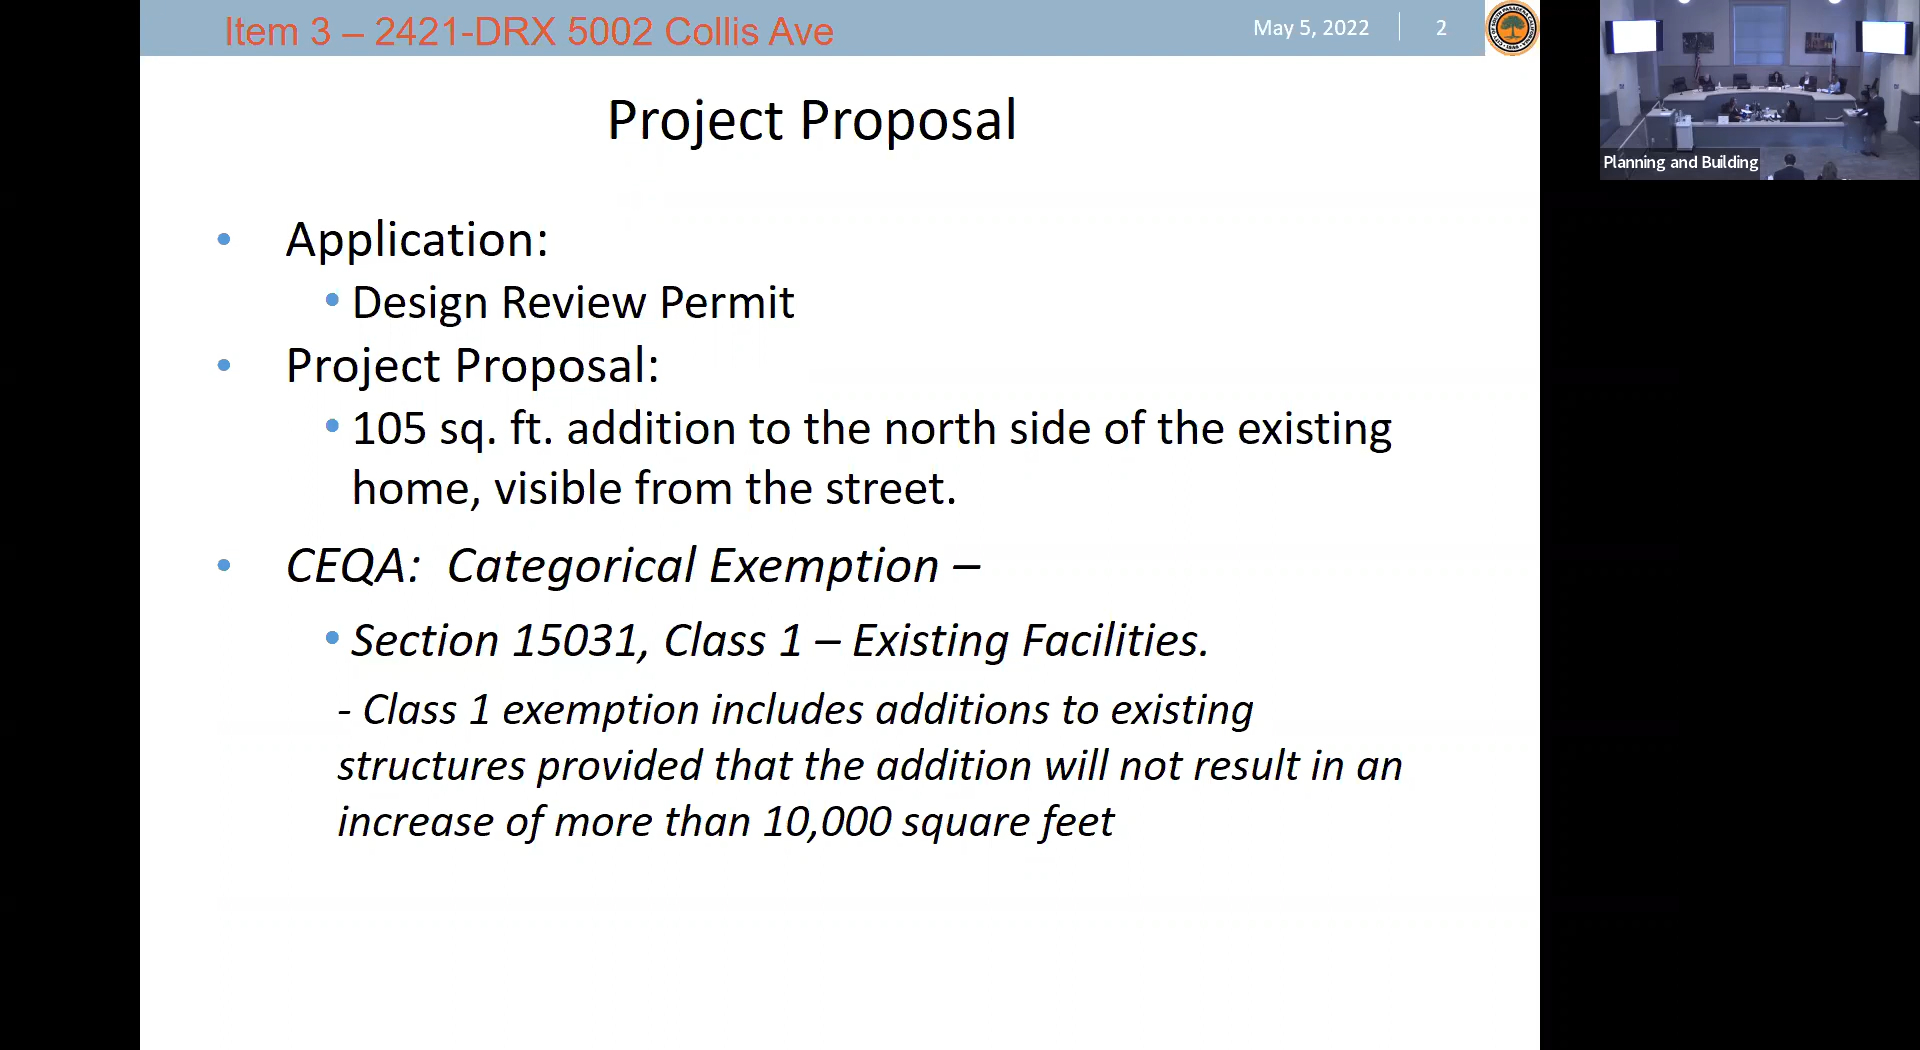 Item 3 – 2421-DRX 5002 Collis Ave
May 5, 2022
2
Planning and Building
Project Proposal
• Application:
• Design Review Permit
• Project Proposal:
• 105 sq. ft. addition to the north side of the existing
home, visible from the street.
• CEQA: Categorical Exemption –
• Section 15031, Class 1 – Existing Facilities.
- Class 1 exemption includes additions to existing
structures provided that the addition will not result in an
increase of more than 10,000 square feet